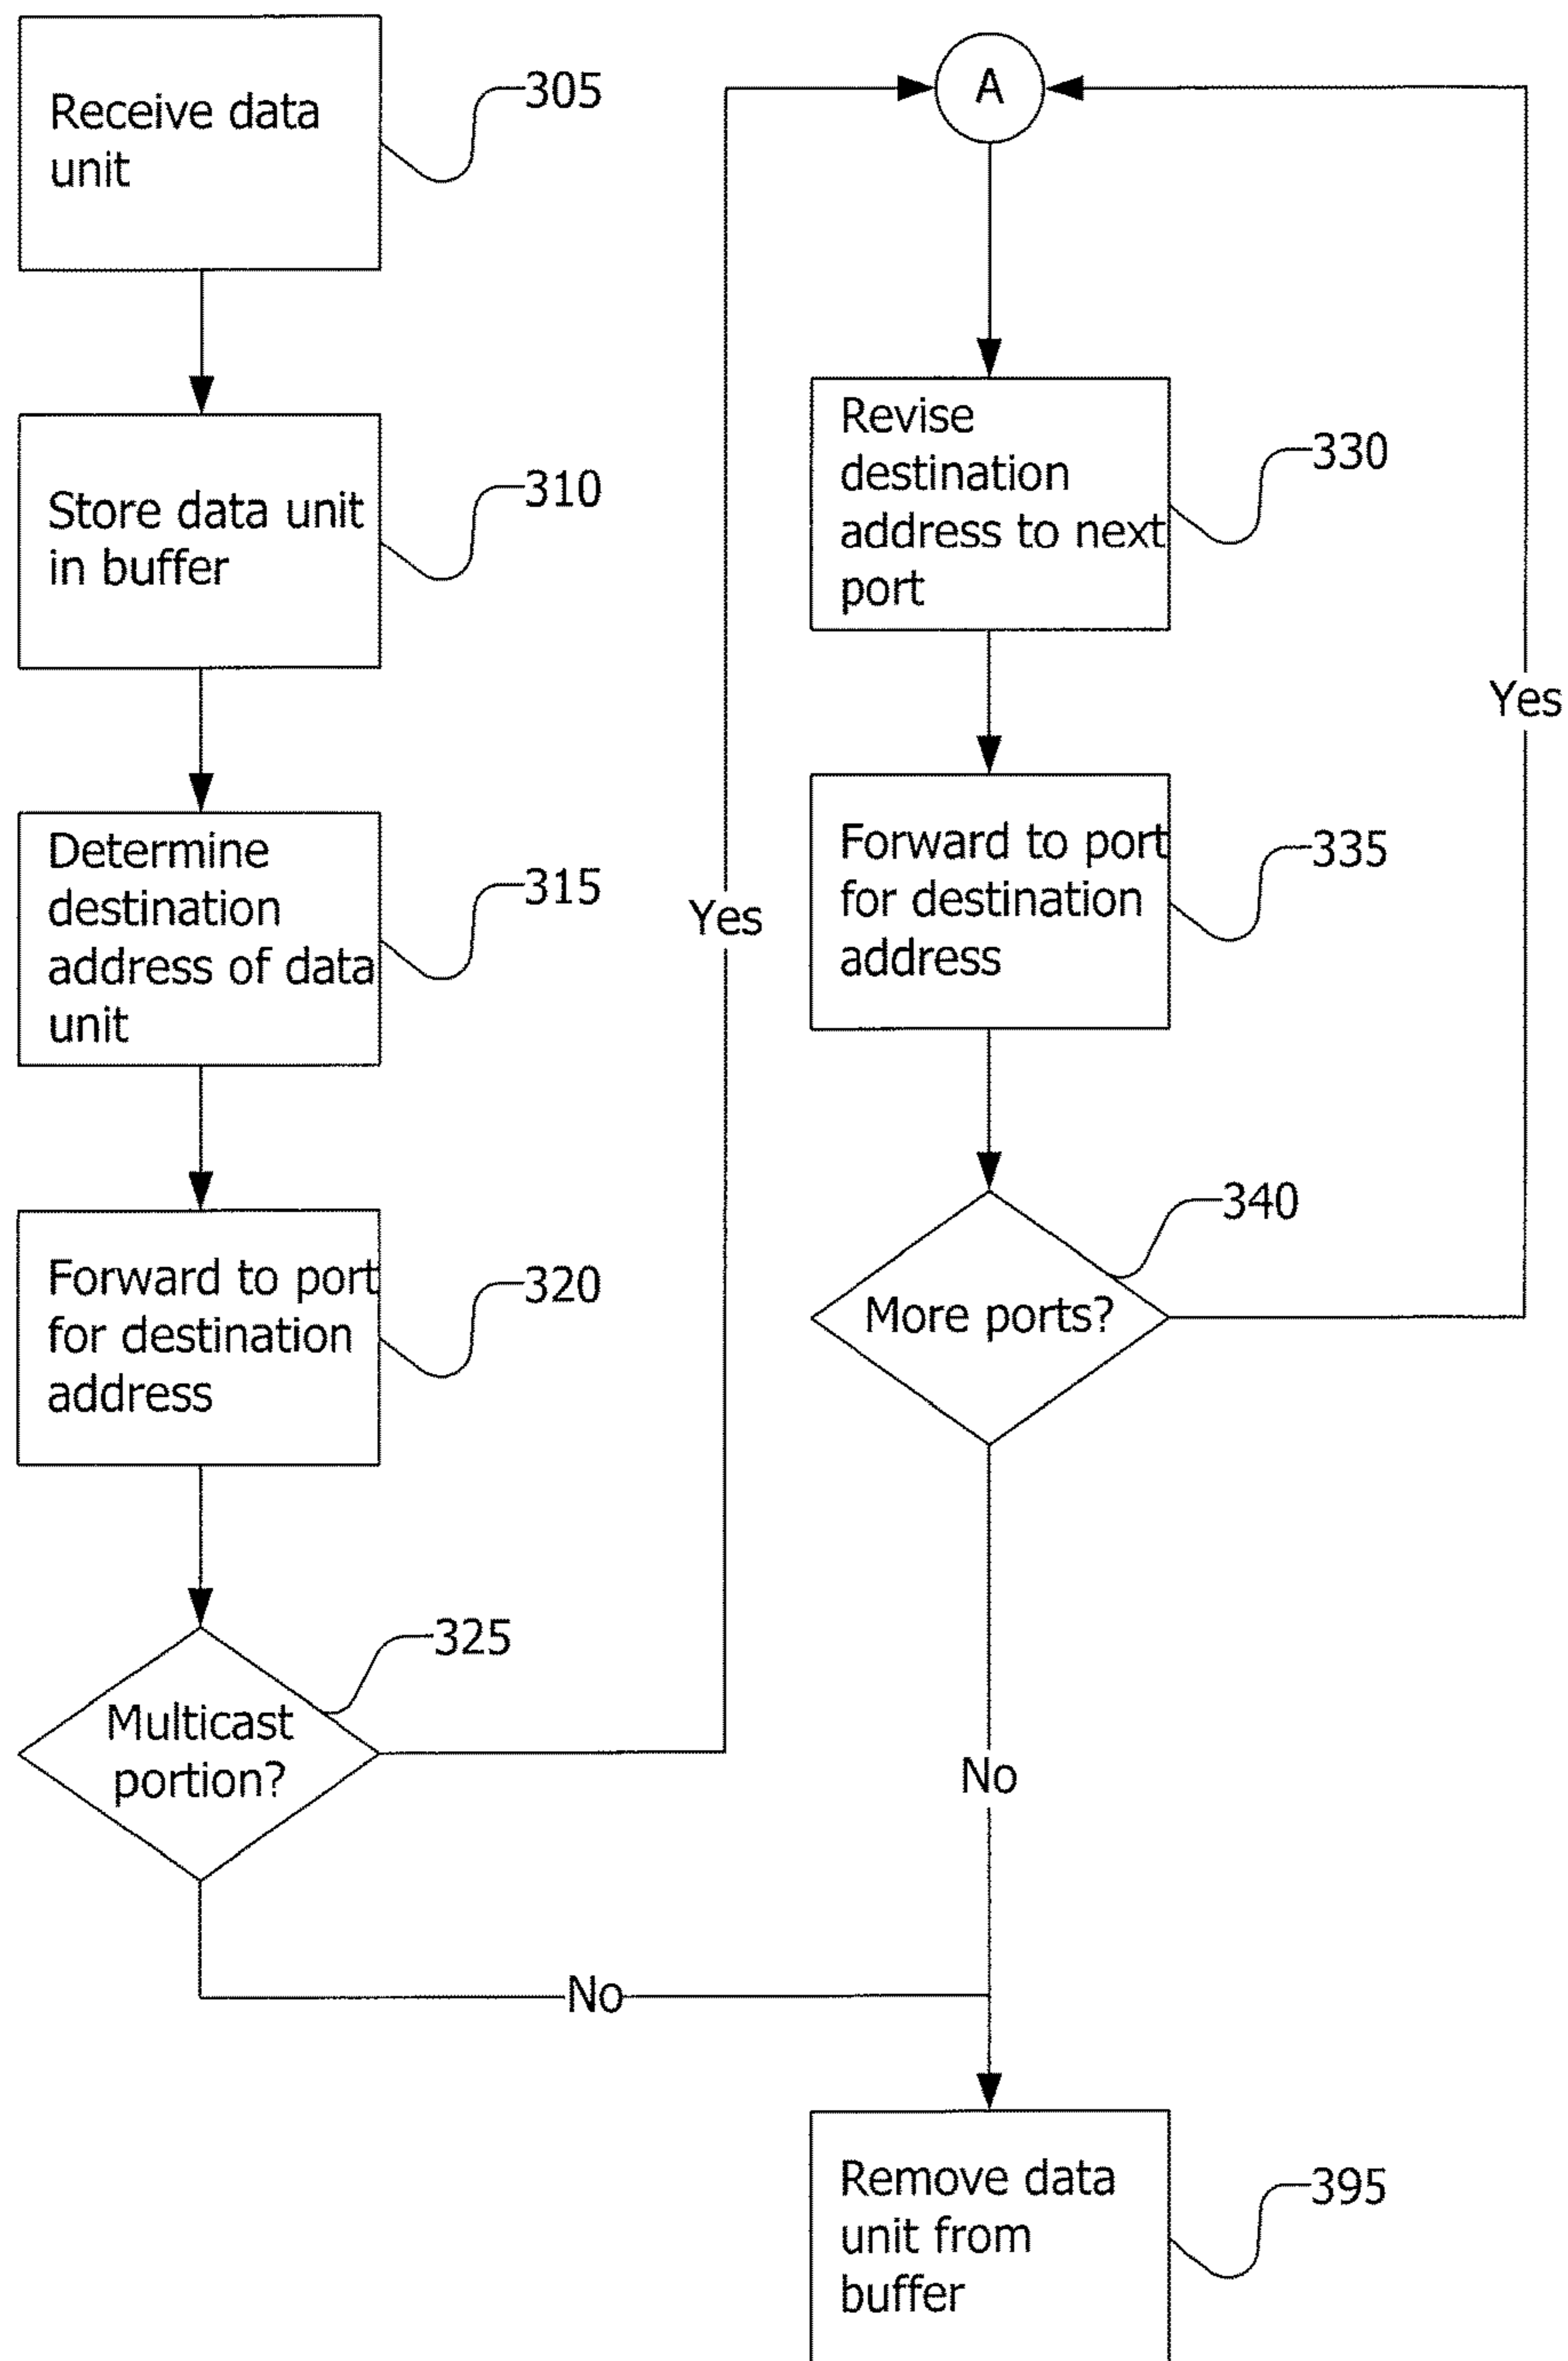 Receive data
unit
305
Store data unit
in buffer
310
Determine
destination
address of data
unit
315
Forward to port
for destination
address
320
Multicast
portion?
325
Yes
No
A
Revise
destination
address to next
port
330
Forward to port
for destination
address
335
More ports?
340
Yes
No
Remove data
unit from
buffer
395